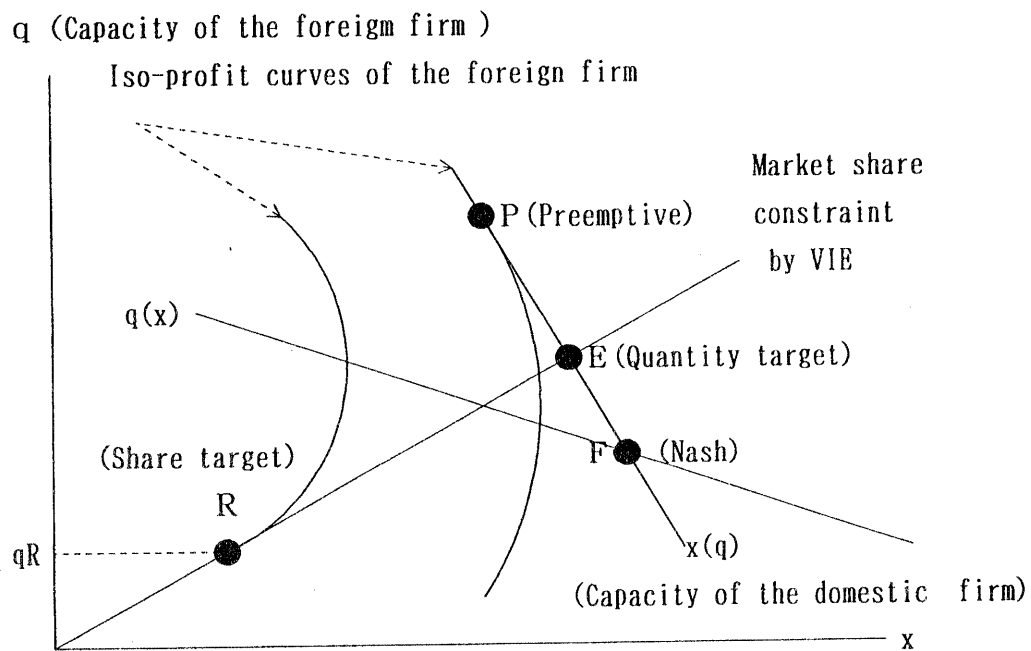 q (Capacity of the foreigm firm )
Iso-profit curves of the foreign firm
Market share
constraint
by VIE
P (Preemptive)
q(x)
E (Quantity target)
(Share target)
F (Nash)
R
qR
x(q)
(Capacity of the domestic firm)
x